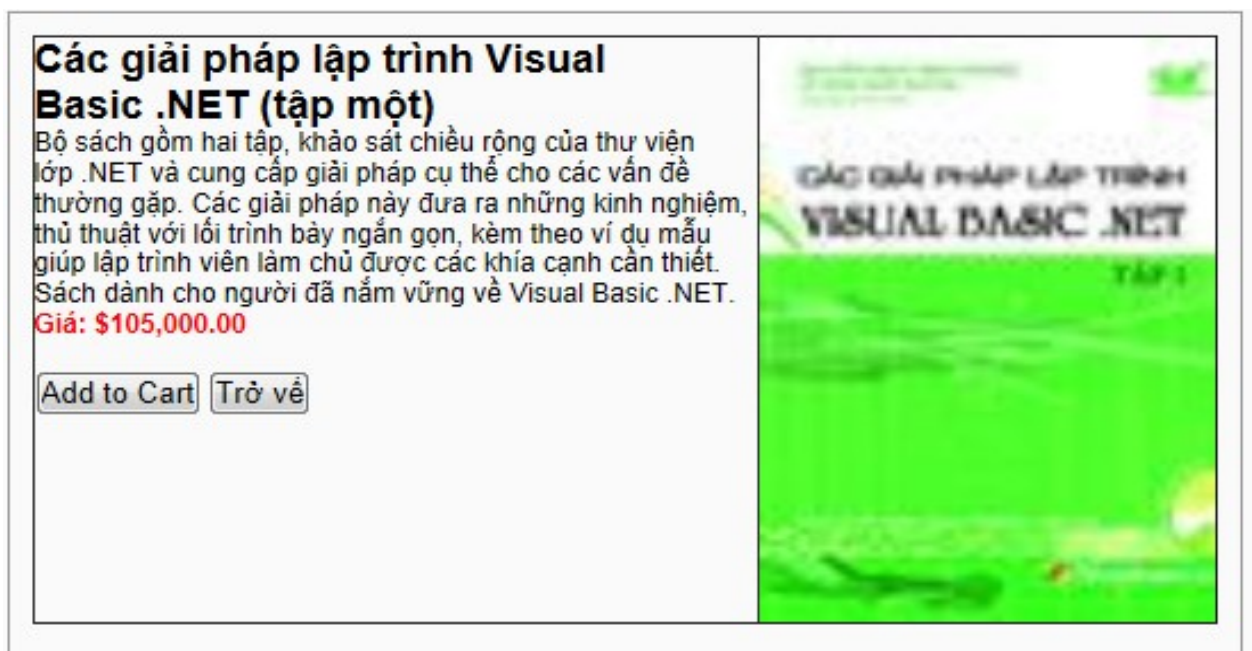 Các giải pháp lập trình Visual
Basic .NET (tập một)
Bộ sách gồm hai tập, khảo sát chiều rộng của thư viện
lớp .NET và cung cấp giải pháp cụ thể cho các vấn đề
thường gặp. Các giải pháp này đưa ra những kinh nghiệm,
thủ thuật với lối trình bày ngắn gọn, kèm theo ví dụ mẫu
giúp lập trình viên làm chủ được các khía cạnh cần thiết.
Sách dành cho người đã nắm vững về Visual Basic .NET.
Giá: $105,000.00
Add to Cart Trở về
CÁC GIẢI PHÁP LẬP TRÌNH
VISUAL BASIC .NET
TẬP 1